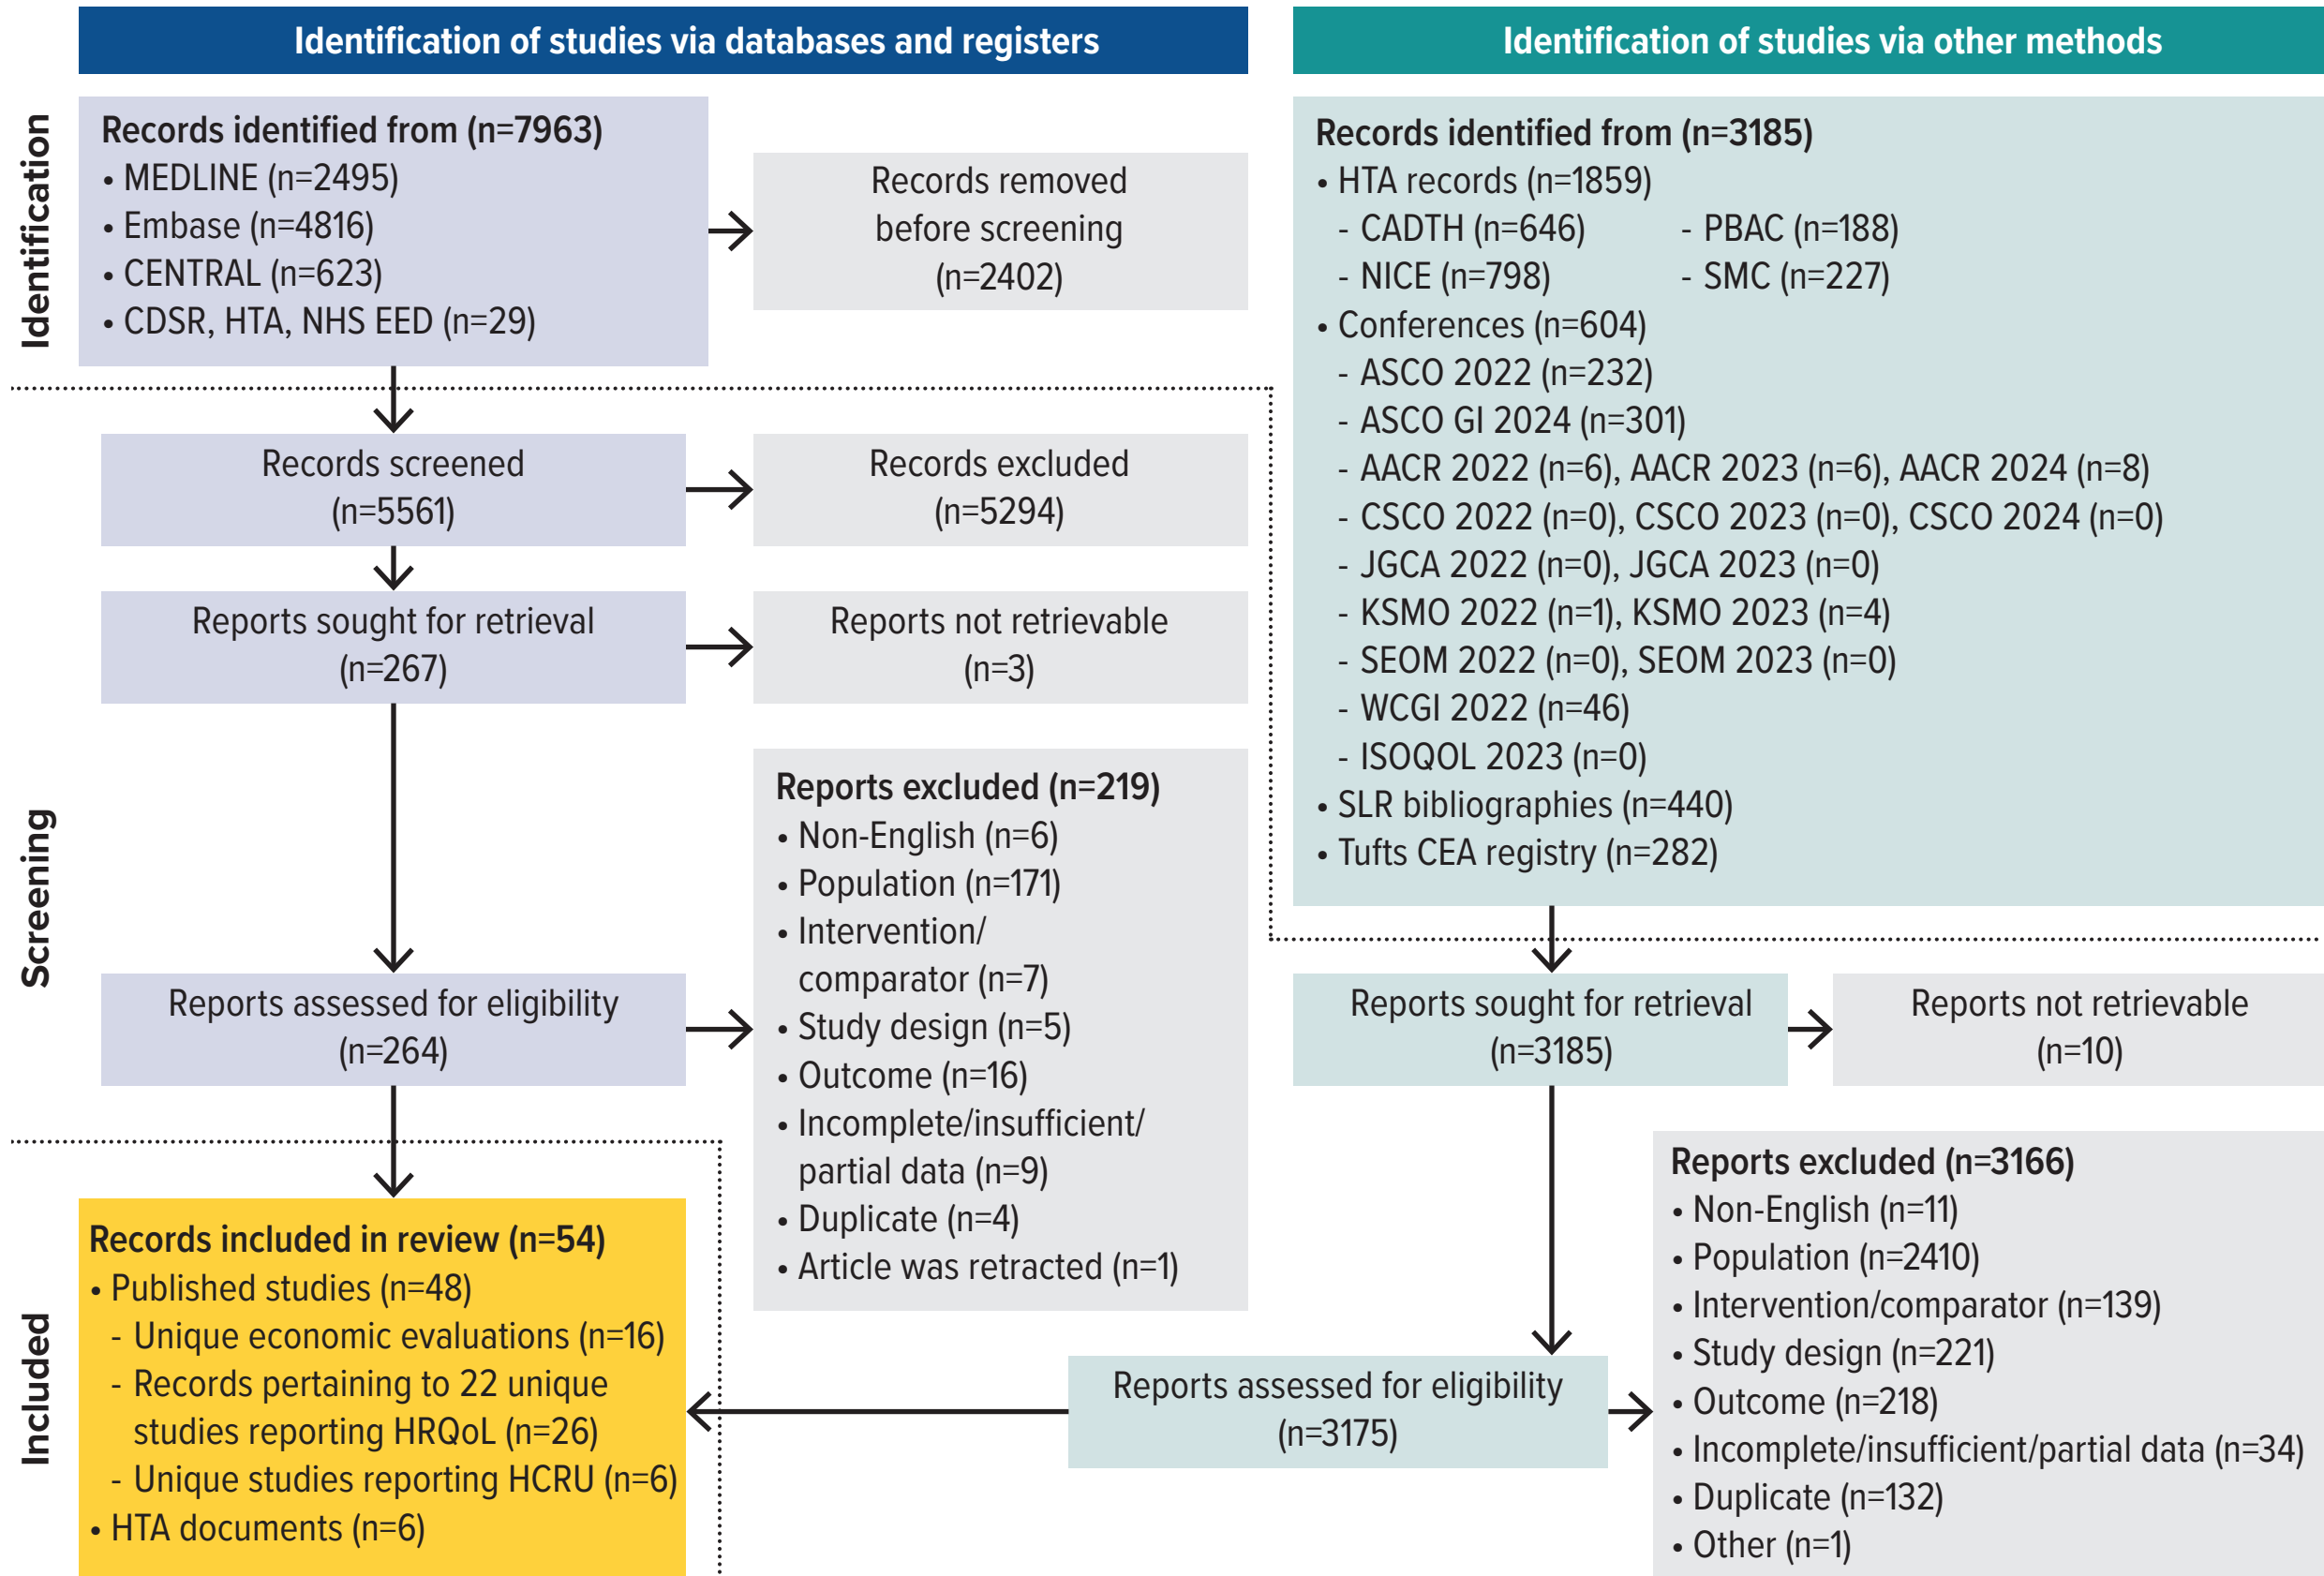 Identification of studies via databases and registers
Identification of studies via other methods
Identification
Records identified from (n=7963)
• MEDLINE (n=2495)
• Embase (n=4816)
• CENTRAL (n=623)
• CDSR, HTA, NHS EED (n=29)
Records removed
before screening
(n=2402)
Records identified from (n=3185)
• HTA records (n=1859)
- CADTH (n=646) - PBAC (n=188)
- NICE (n=798) - SMC (n=227)
• Conferences (n=604)
- ASCO 2022 (n=232)
- ASCO GI 2024 (n=301)
- AACR 2022 (n=6), AACR 2023 (n=6), AACR 2024 (n=8)
- CSCO 2022 (n=0), CSCO 2023 (n=0), CSCO 2024 (n=0)
- JGCA 2022 (n=0), JGCA 2023 (n=0)
- KSMO 2022 (n=1), KSMO 2023 (n=4)
- SEOM 2022 (n=0), SEOM 2023 (n=0)
- WCGI 2022 (n=46)
- ISOQOL 2023 (n=0)
• SLR bibliographies (n=440)
• Tufts CEA registry (n=282)
Screening
Records screened
(n=5561)
Records excluded
(n=5294)
Reports sought for retrieval
(n=267)
Reports not retrievable
(n=3)
Reports assessed for eligibility
(n=264)
Reports excluded (n=219)
• Non-English (n=6)
• Population (n=171)
• Intervention/
comparator (n=7)
• Study design (n=5)
• Outcome (n=16)
• Incomplete/insufficient/
partial data (n=9)
• Duplicate (n=4)
• Article was retracted (n=1)
Reports sought for retrieval
(n=3185)
Reports not retrievable
(n=10)
Included
Records included in review (n=54)
• Published studies (n=48)
- Unique economic evaluations (n=16)
- Records pertaining to 22 unique
studies reporting HRQoL (n=26)
- Unique studies reporting HCRU (n=6)
• HTA documents (n=6)
Reports assessed for eligibility
(n=3175)
Reports excluded (n=3166)
• Non-English (n=11)
• Population (n=2410)
• Intervention/comparator (n=139)
• Study design (n=221)
• Outcome (n=218)
• Incomplete/insufficient/partial data (n=34)
• Duplicate (n=132)
• Other (n=1)